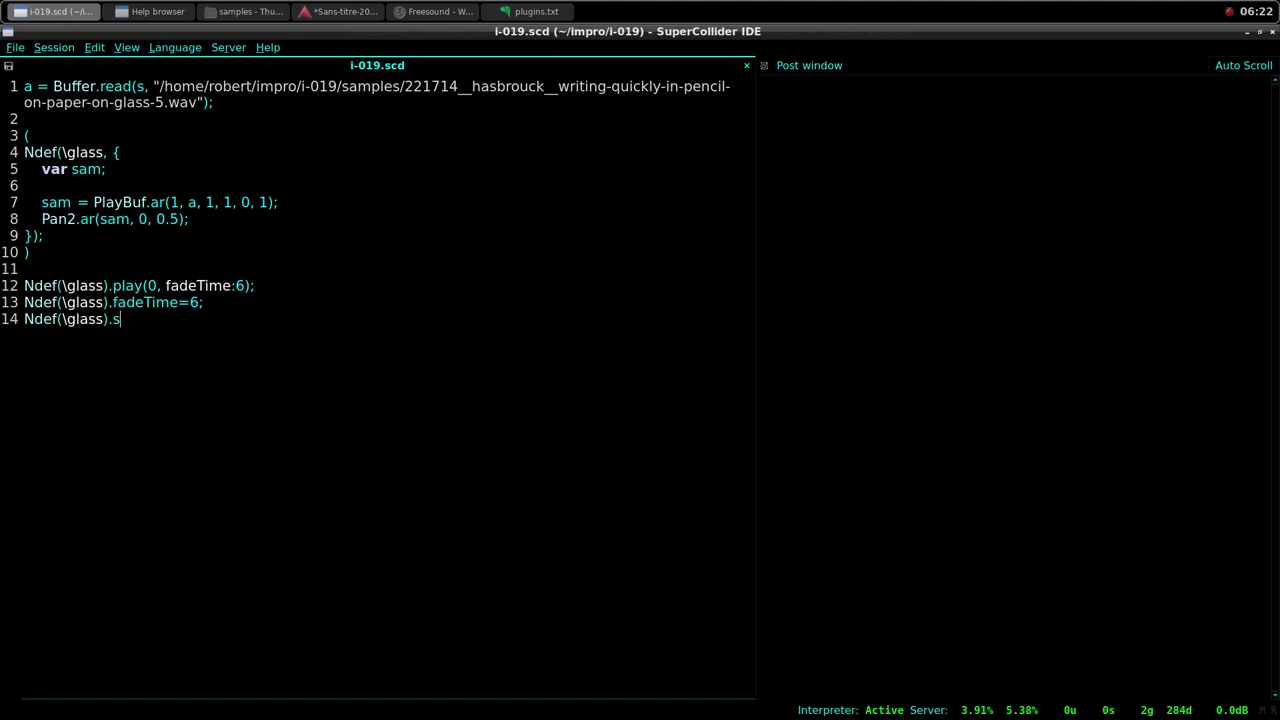 i-019.scd (~/i...
Help browser
samples - Thu...
*Sans-titre-20...
Freesound - W...
plugins.txt
06:22
i-019.scd (~/impro/i-019) - SuperCollider IDE
File Session Edit View Language Server Help
i-019.scd
Post window
Auto Scroll
1 a = Buffer.read(s, "/home/robert/impro/i-019/samples/221714__hasbrouck__writing-quickly-in-pencil-
on-paper-on-glass-5.wav");
2
3 (
4 Ndef(\glass, {
5 var sam;
6
7 sam = PlayBuf.ar(1, a, 1, 1, 0, 1);
8 Pan2.ar(sam, 0, 0.5);
9 });
10 )
11
12 Ndef(\glass).play(0, fadeTime:6);
13 Ndef(\glass).fadeTime=6;
14 Ndef(\glass).s
Interpreter: Active Server: 3.91% 5.38% 0u 0s 2g 284d 0.0dB M R